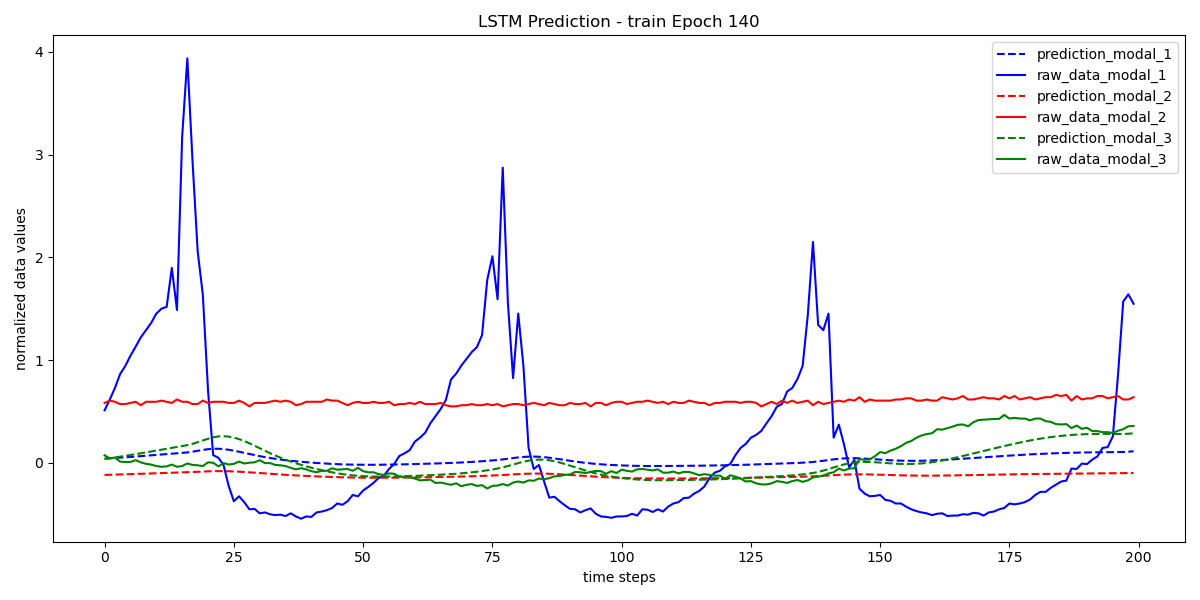 LSTM Prediction - train Epoch 140
prediction_modal_1
raw_data_modal_1
prediction_modal_2
raw_data_modal_2
prediction_modal_3
raw_data_modal_3
normalized data values
4
3
2
1
0
0 25 50 75 100 125 150 175 200
time steps